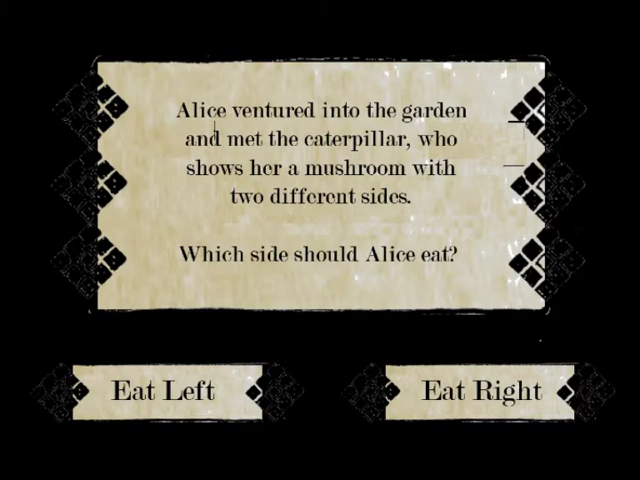 Alice ventured into the garden
and met the caterpillar, who
shows her a mushroom with
two different sides.
Which side should Alice eat?
Eat Left
Eat Right